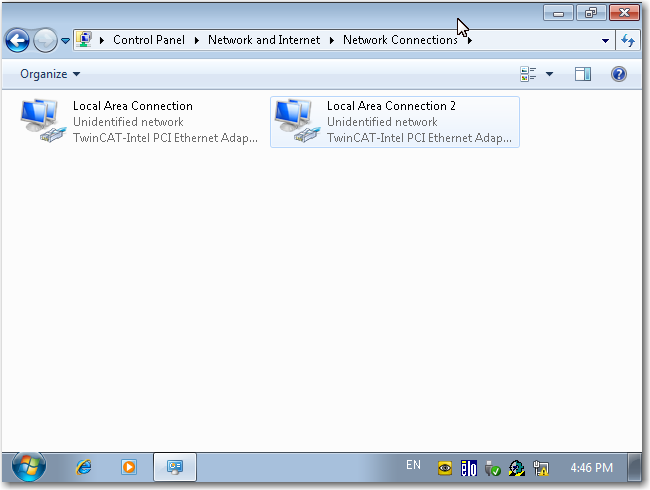 Control Panel Network and Internet Network Connections
Organize
Local Area Connection
Unidentified network
TwinCAT-Intel PCI Ethernet Adap...
Local Area Connection 2
Unidentified network
TwinCAT-Intel PCI Ethernet Adap...
EN
elo
4:46 PM